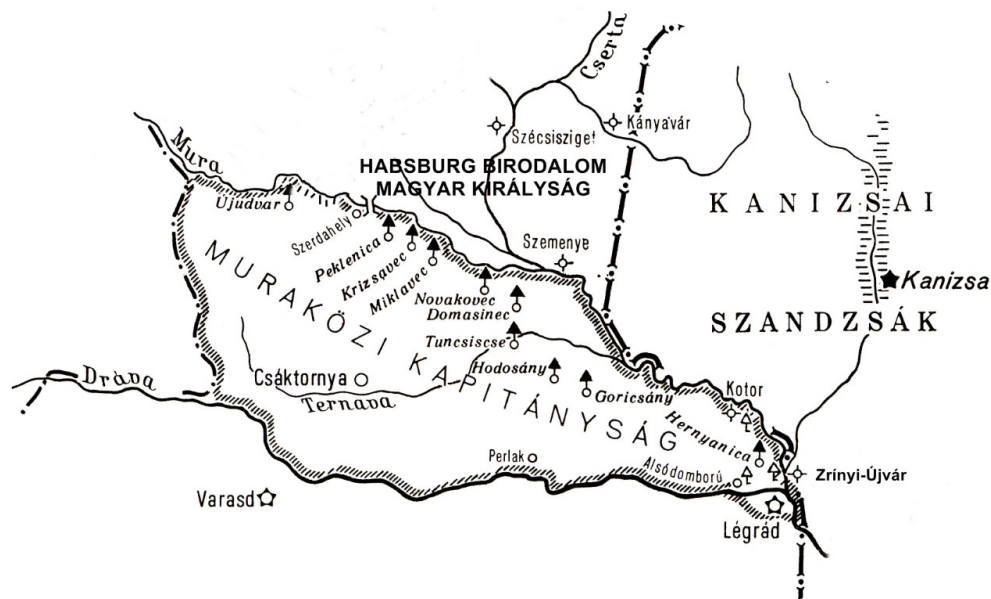 Cserta
Mura
Szécsisziget
Kányavár
HABSBURG BIRODALOM
MAGYAR KIRÁLYSÁG
Újudvar
Szerdahely
Peklenica
Krizsavec
Miklavec
Szemenye
KANIZSAI
Kanizsa
SZANDZSÁK
Novakovec
Domasinec
Tuncsiscse
MURAKÖZI KAPITÁNYSÁG
Hodosány
Goricsány
Csáktornya
Ternava
Dráva
Kotor
Hernyanica
Perlak
Alsódomború
Zrínyi-Újvár
Varasd
Légrád